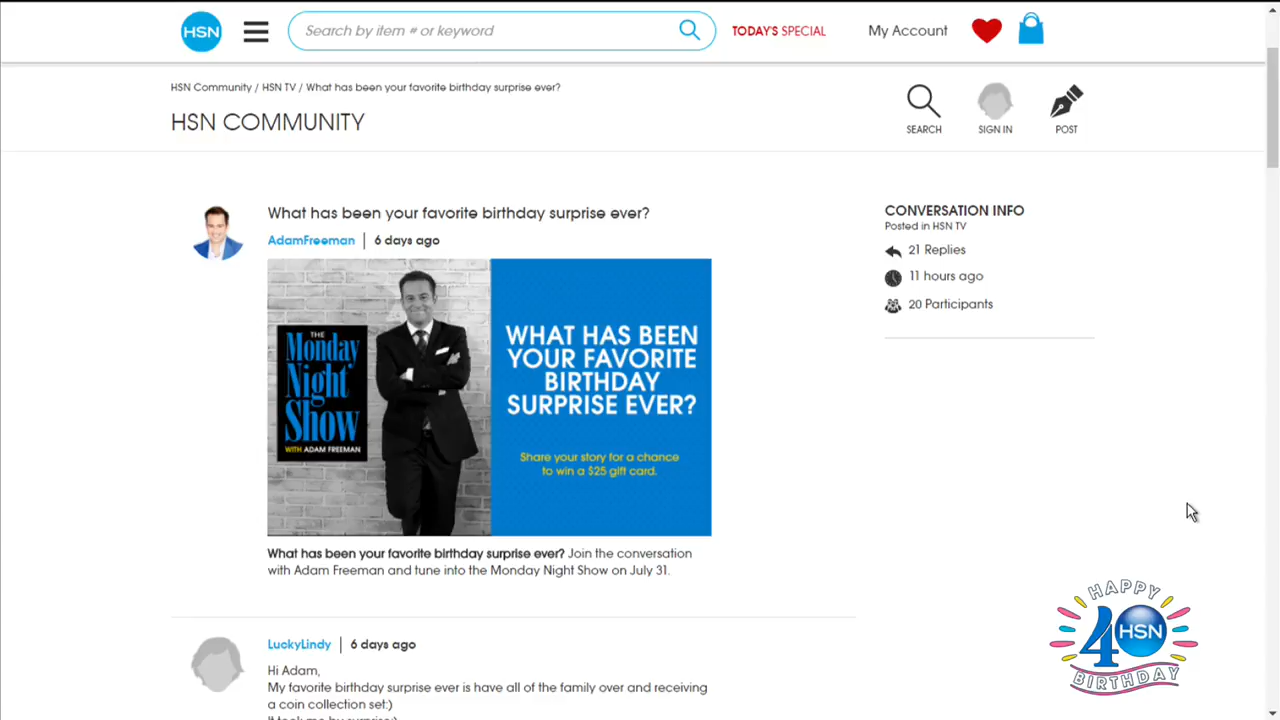 HSN
Search by item # or keyword
TODAY'S SPECIAL
My Account
HSN Community / HSN TV / What has been your favorite birthday surprise ever?
HSN COMMUNITY
SEARCH
SIGN IN
POST
What has been your favorite birthday surprise ever?
AdamFreeman | 6 days ago
THE
Monday
Night
Show
WITH ADAM FREEMAN
WHAT HAS BEEN
YOUR FAVORITE
BIRTHDAY
SURPRISE EVER?
Share your story for a chance
to win a $25 gift card.
What has been your favorite birthday surprise ever? Join the conversation
with Adam Freeman and tune into the Monday Night Show on July 31.
CONVERSATION INFO
Posted in HSN TV
21 Replies
11 hours ago
20 Participants
LuckyLindy | 6 days ago
Hi Adam,
My favorite birthday surprise ever is have all of the family over and receiving
a coin collection set:)
It took me by surprise:)
HAPPY
40 HSN
BIRTHDAY